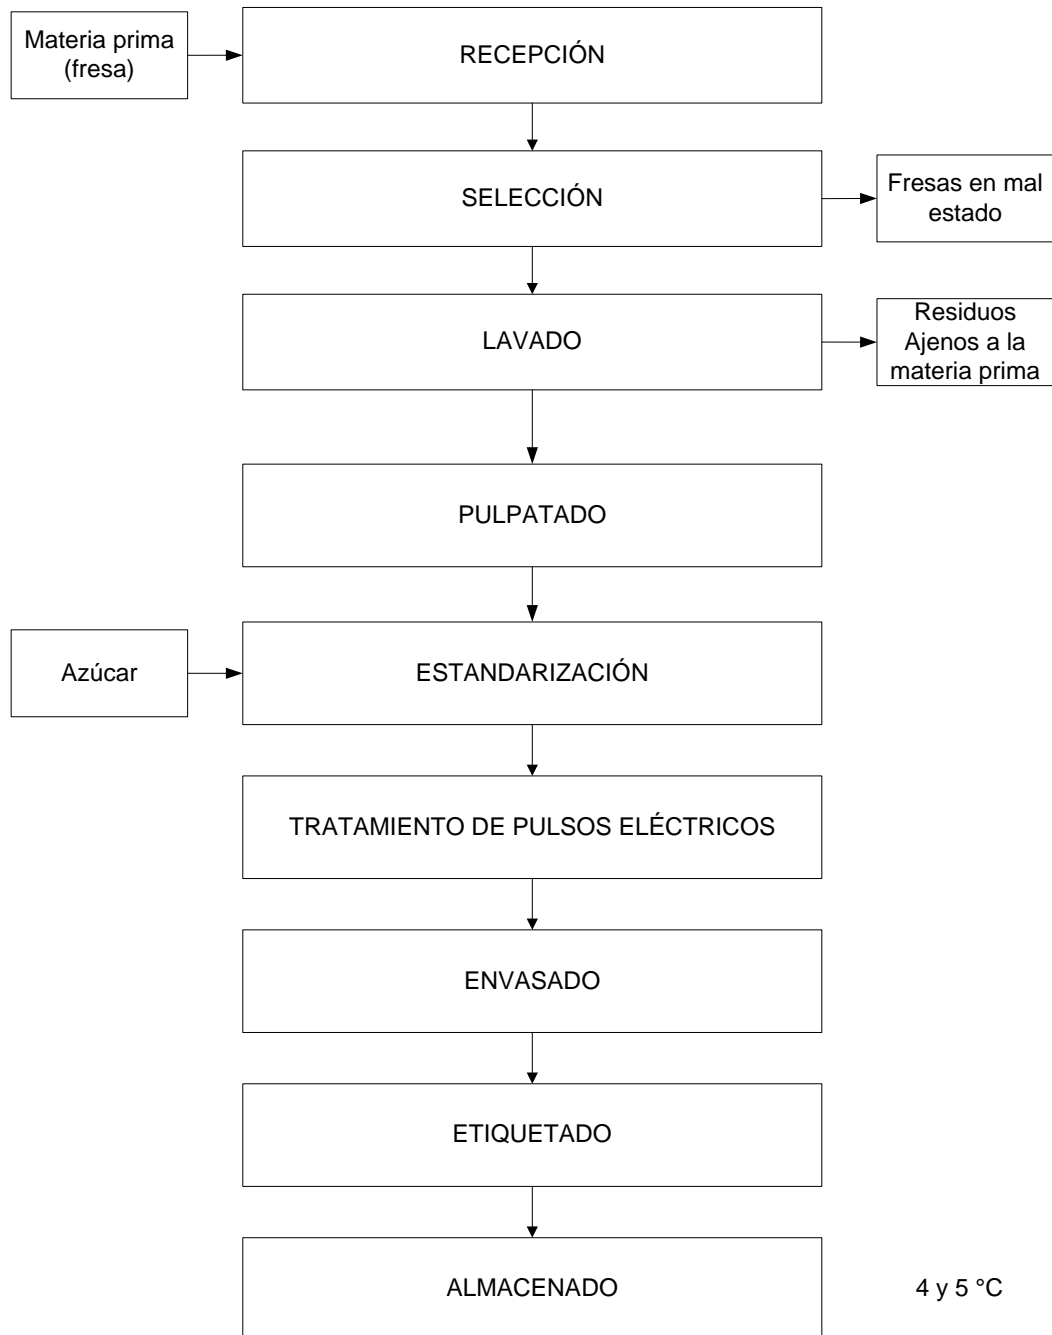 Materia prima
(fresa)
RECEPCIÓN
SELECCIÓN
Fresas en mal
estado
LAVADO
Residuos
Ajenos a la
materia prima
PULPATADO
Azúcar
ESTANDARIZACIÓN
TRATAMIENTO DE PULSOS ELÉCTRICOS
ENVASADO
ETIQUETADO
ALMACENADO
4 y 5 °C